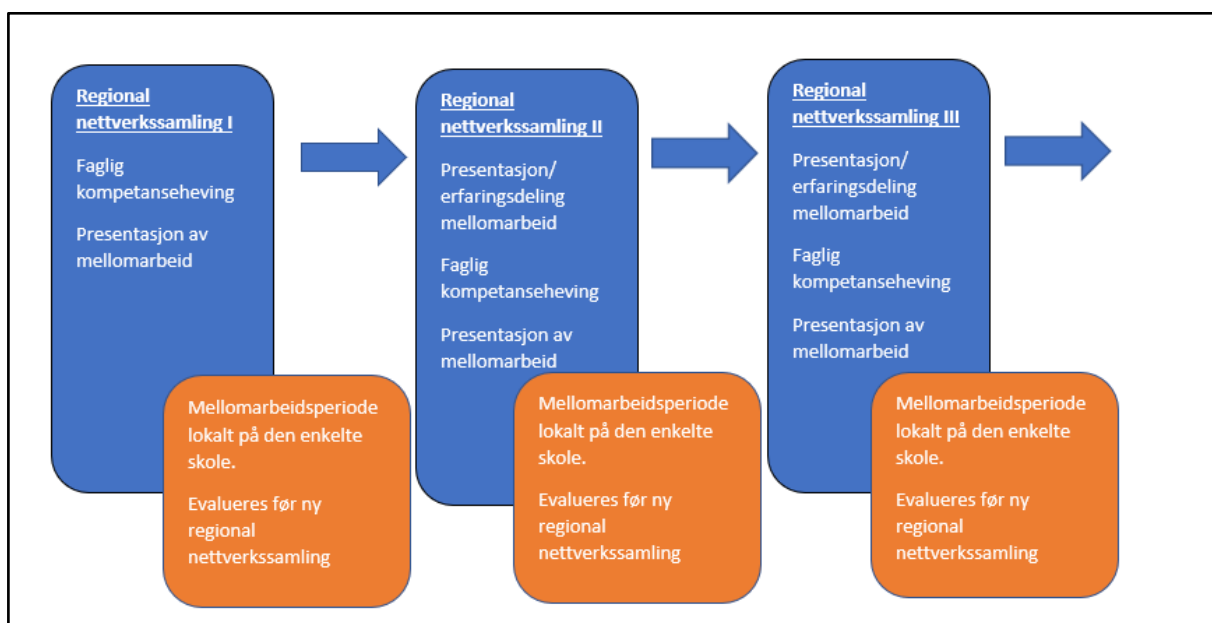 Regional
nettverkssamling I
Faglig
kompetanseheving
Presentasjon av
mellomarbeid
Mellomarbeidsperiode
lokalt på den enkelte
skole.
Evalueres før ny
regional
nettverkssamling
Regional
nettverkssamling II
Presentasjon/
erfaringsdeling
mellomarbeid
Faglig
kompetanseheving
Presentasjon av
mellomarbeid
Mellomarbeidsperiode
lokalt på den enkelte
skole.
Evalueres før ny
regional
nettverkssamling
Regional
nettverkssamling III
Presentasjon/
erfaringsdeling
mellomarbeid
Faglig
kompetanseheving
Presentasjon av
mellomarbeid
Mellomarbeidsperiode
lokalt på den enkelte
skole.
Evalueres før ny
regional
nettverkssamling